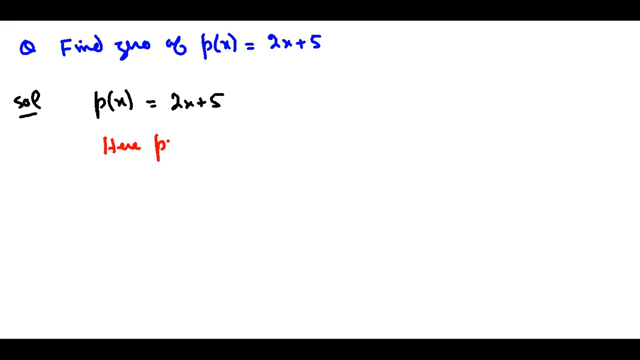 Q Find zero of p(x) = 2x+5
Sol p(x) = 2x+5
Here p